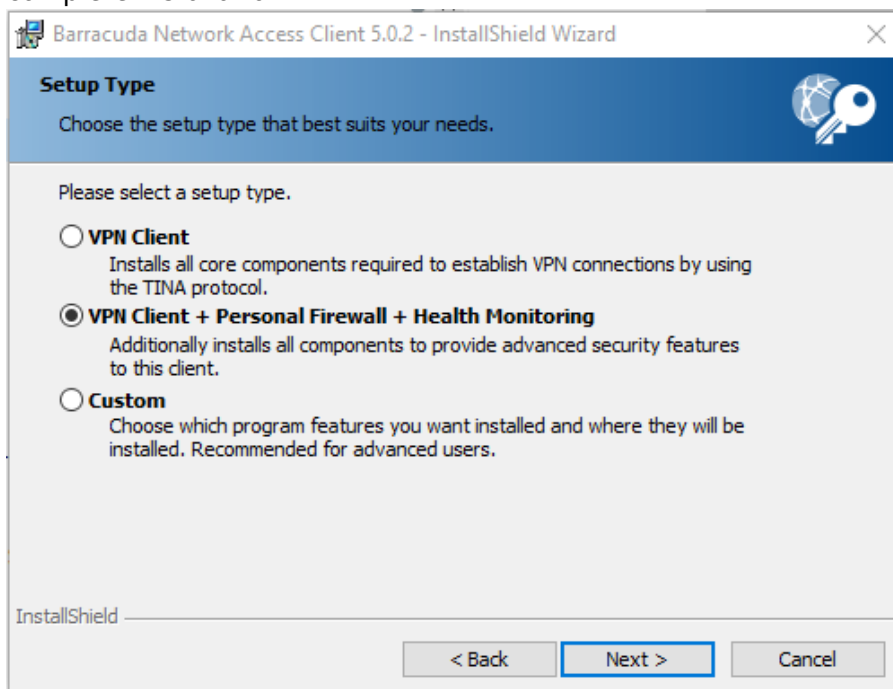 Barracuda Network Access Client 5.0.2 - InstallShield Wizard
Setup Type
Choose the setup type that best suits your needs.
Please select a setup type.
VPN Client
Installs all core components required to establish VPN connections by using
the TINA protocol.
VPN Client + Personal Firewall + Health Monitoring
Additionally installs all components to provide advanced security features
to this client.
Custom
Choose which program features you want installed and where they will be
installed. Recommended for advanced users.
InstallShield
< Back Next > Cancel